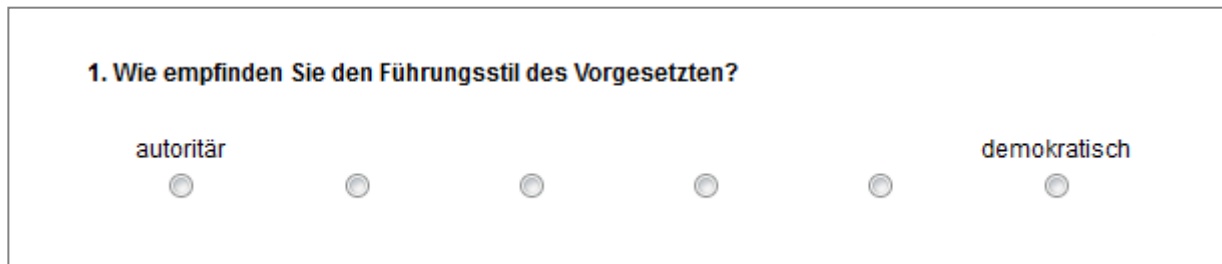 1. Wie empfinden Sie den Führungsstil des Vorgesetzten?
autoritär demokratisch